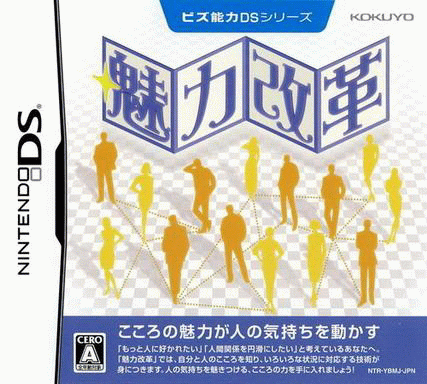 ビズ能力DSシリーズ
KOKUYO
魅力改革
NINTENDO DS
こころの魅力が人の気持ちを動かす
「もっと人に好かれたい」「人間関係を円滑にしたい」と考えているあなたへ。
「魅力改革」では、自分と人のこころを知り、いろいろな状況に対応する技術が
身につきます。人の気持ちを魅きつける、こころの力を手に入れましょう!
CERO
A
全年齢対象
NTR-YBMJ-JPN